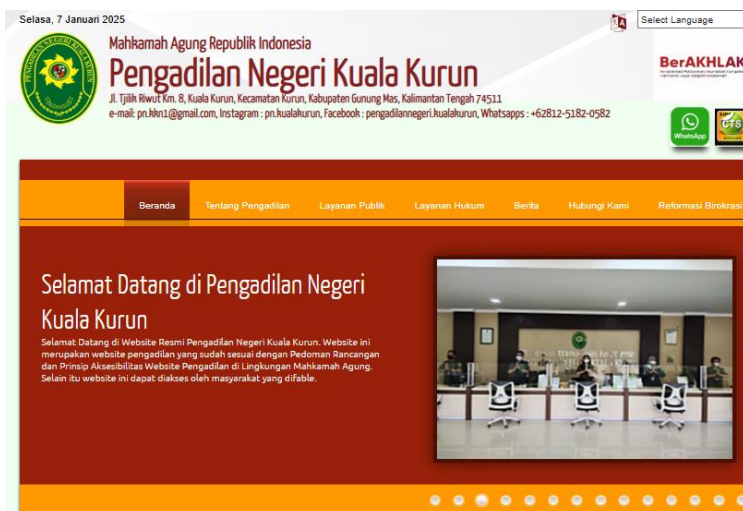 Selasa, 7 Januari 2025
Select Language
Mahkamah Agung Republik Indonesia
Pengadilan Negeri Kuala Kurun
Jl. Tjilik Riwut Km. 8, Kuala Kurun, Kecamatan Kurun, Kabupaten Gunung Mas, Kalimantan Tengah 74511
e-mail: pn.kkn1@gmail.com, Instagram : pn.kualakurun, Facebook : pengadilannegeri.kualakurun, Whatsapps : +62812-5182-0582
BerAKHLAK
WhatsApp
CTS
Beranda
Tentang Pengadilan
Layanan Publik
Layanan Hukum
Berita
Hubungi Kami
Reformasi Birokrasi
Selamat Datang di Pengadilan Negeri
Kuala Kurun
Selamat Datang di Website Resmi Pengadilan Negeri Kuala Kurun. Website ini
merupakan website pengadilan yang sudah sesuai dengan Pedoman Rancangan
dan Prinsip Aksesibilitas Website Pengadilan di Lingkungan Mahkamah Agung.
Selain itu website ini dapat diakses oleh masyarakat yang difable.